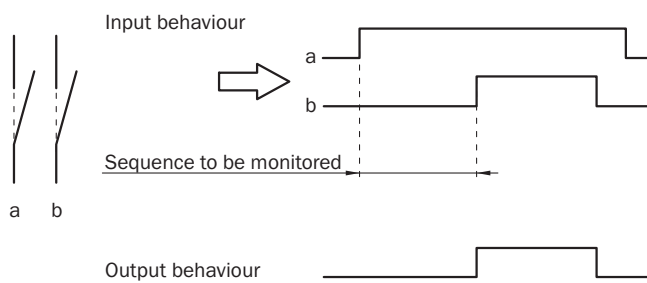 Input behaviour
a
b
Sequence to be monitored
a b
Output behaviour